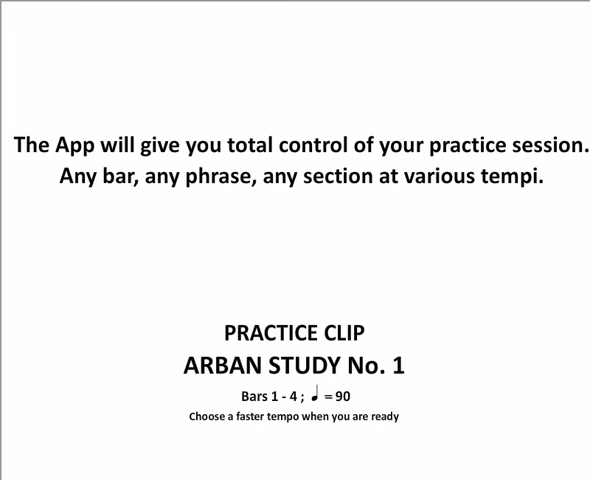 The App will give you total control of your practice session.
Any bar, any phrase, any section at various tempi.
PRACTICE CLIP
ARBAN STUDY No. 1
Bars 1 - 4 ; ♩ = 90
Choose a faster tempo when you are ready